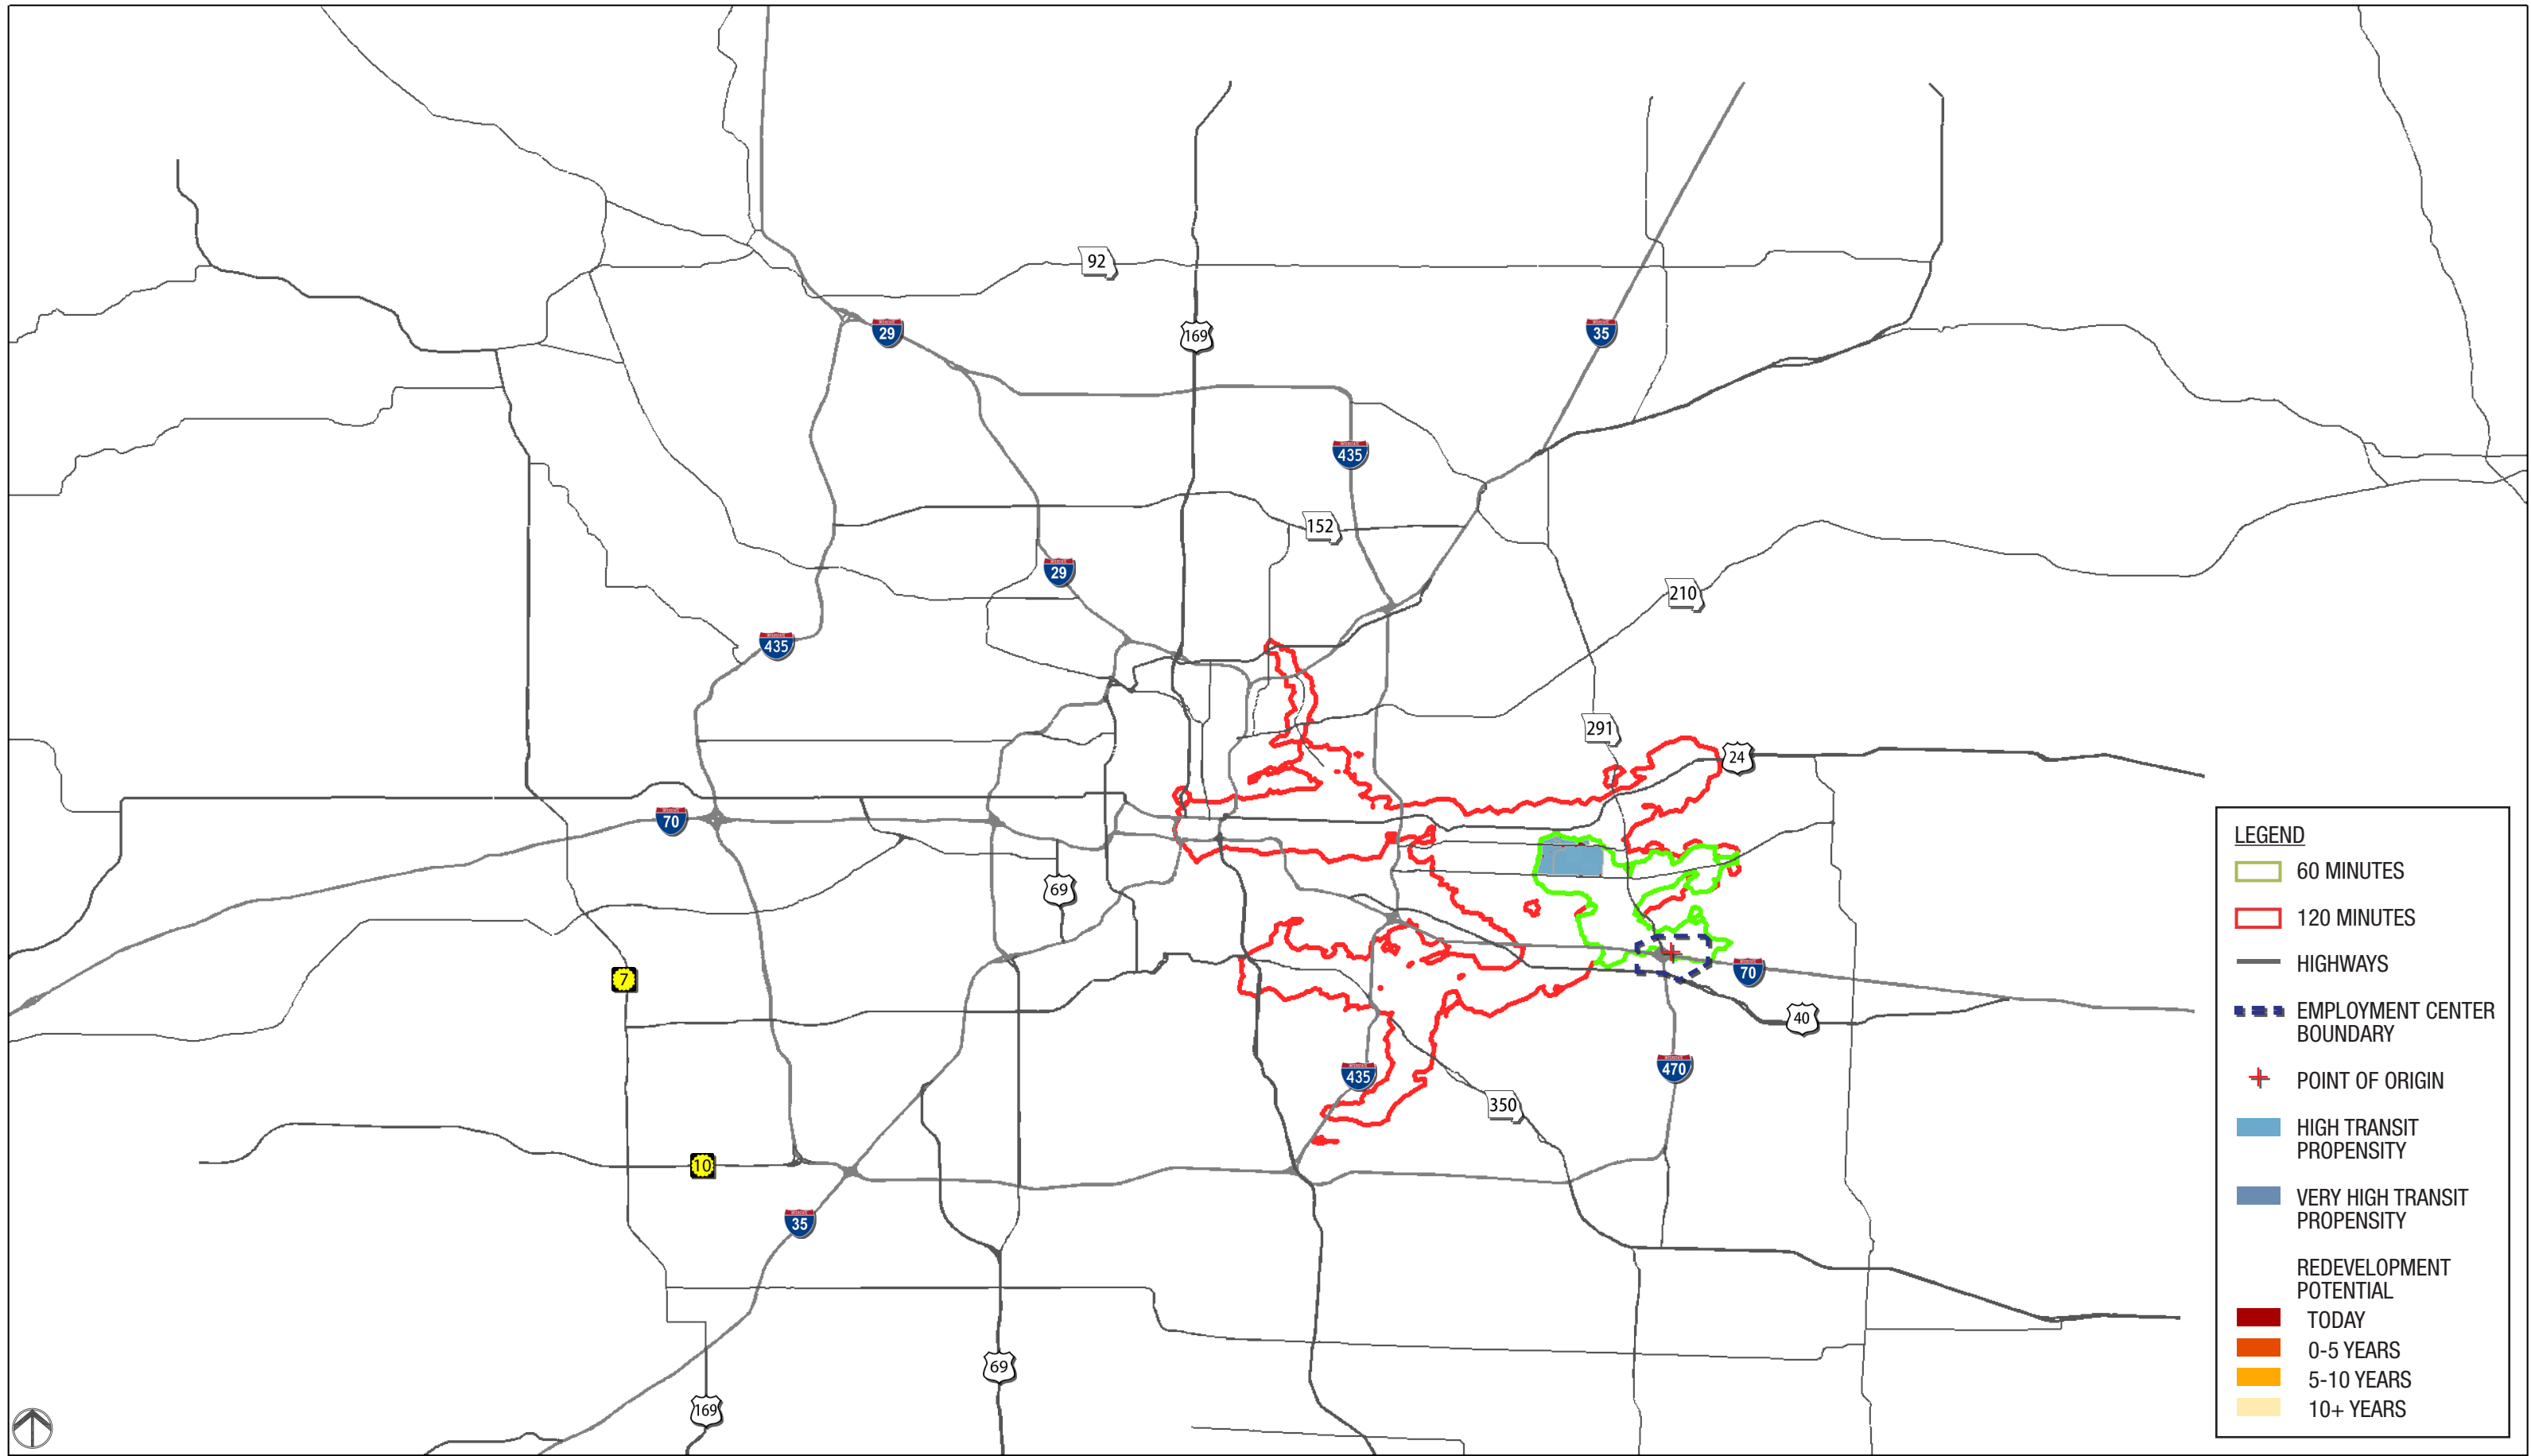 92
29
169
35
435
152
29
210
435
291
24
70
69
7
70
40
435
470
350
10
35
69
169
LEGEND
60 MINUTES
120 MINUTES
HIGHWAYS
EMPLOYMENT CENTER
BOUNDARY
POINT OF ORIGIN
HIGH TRANSIT
PROPENSITY
VERY HIGH TRANSIT
PROPENSITY
REDEVELOPMENT
POTENTIAL
TODAY
0-5 YEARS
5-10 YEARS
10+ YEARS